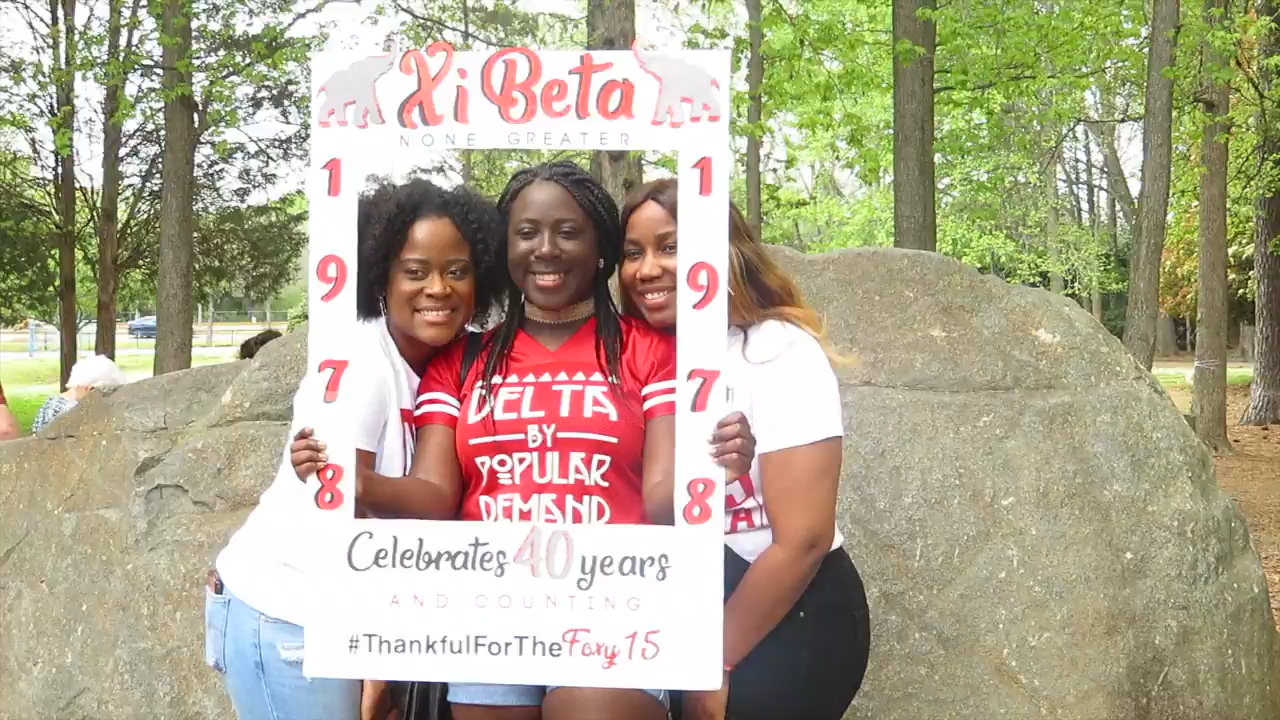 Xi Beta
NONE GREATER
1 1
9 9
7 7
8 8
DELTA
BY
POPULAR
DEMAND
Celebrates 40 years
AND COUNTING
#ThankfulForTheFoxy15